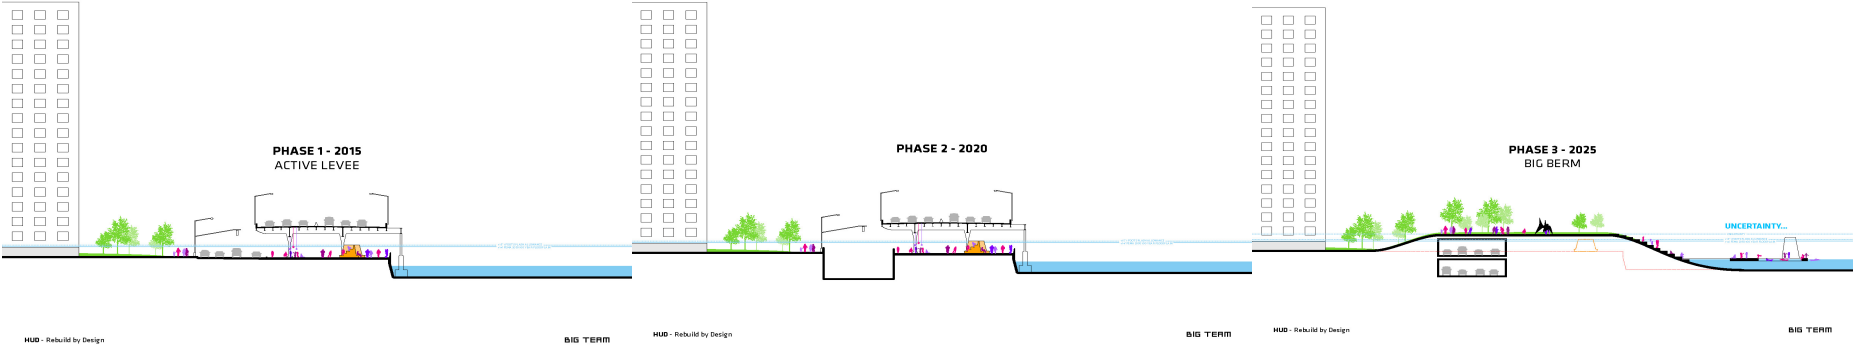 PHASE 1 - 2015
ACTIVE LEVEE
HUD - Rebuild by Design
BIG TEAM
PHASE 2 - 2020
HUD - Rebuild by Design
BIG TEAM
PHASE 3 - 2025
BIG BERM
UNCERTAINTY...
HUD - Rebuild by Design
BIG TEAM